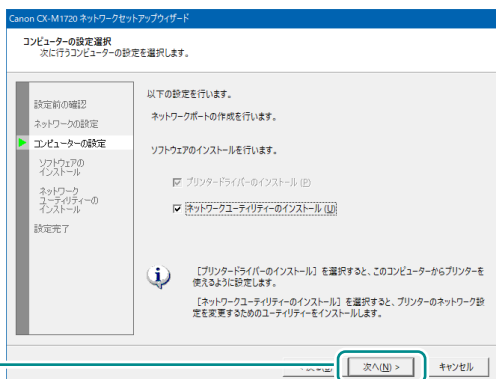 Canon CX-M1720 ネットワークセットアップウィザード
コンピューターの設定選択
次に行うコンピューターの設定を選択します。
設定前の確認
ネットワークの設定
コンピューターの設定
ソフトウェアの
インストール
ネットワーク
ユーティリティーの
インストール
設定完了
以下の設定を行います。
ネットワークポートの作成を行います。
ソフトウェアのインストールを行います。
プリンタードライバーのインストール (P)
ネットワークユーティリティーのインストール (U)
［プリンタードライバーのインストール］を選択すると、このコンピューターからプリンターを
使えるように設定します。
［ネットワークユーティリティーのインストール］を選択すると、プリンターのネットワーク設
定を変更するためのユーティリティーをインストールします。
次へ(N) >
キャンセル